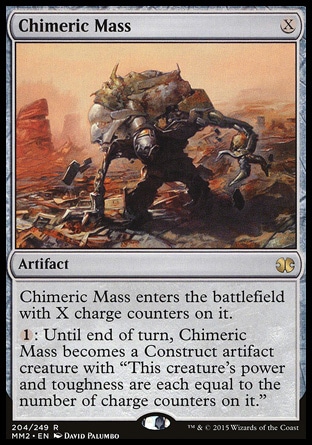 Chimeric Mass X
Artifact
Chimeric Mass enters the battlefield
with X charge counters on it.
1: Until end of turn, Chimeric
Mass becomes a Construct artifact
creature with “This creature's power
and toughness are each equal to the
number of charge counters on it.”
204/249 R
MM2 • EN DAVID PALUMBO ™ & © 2015 Wizards of the Coast